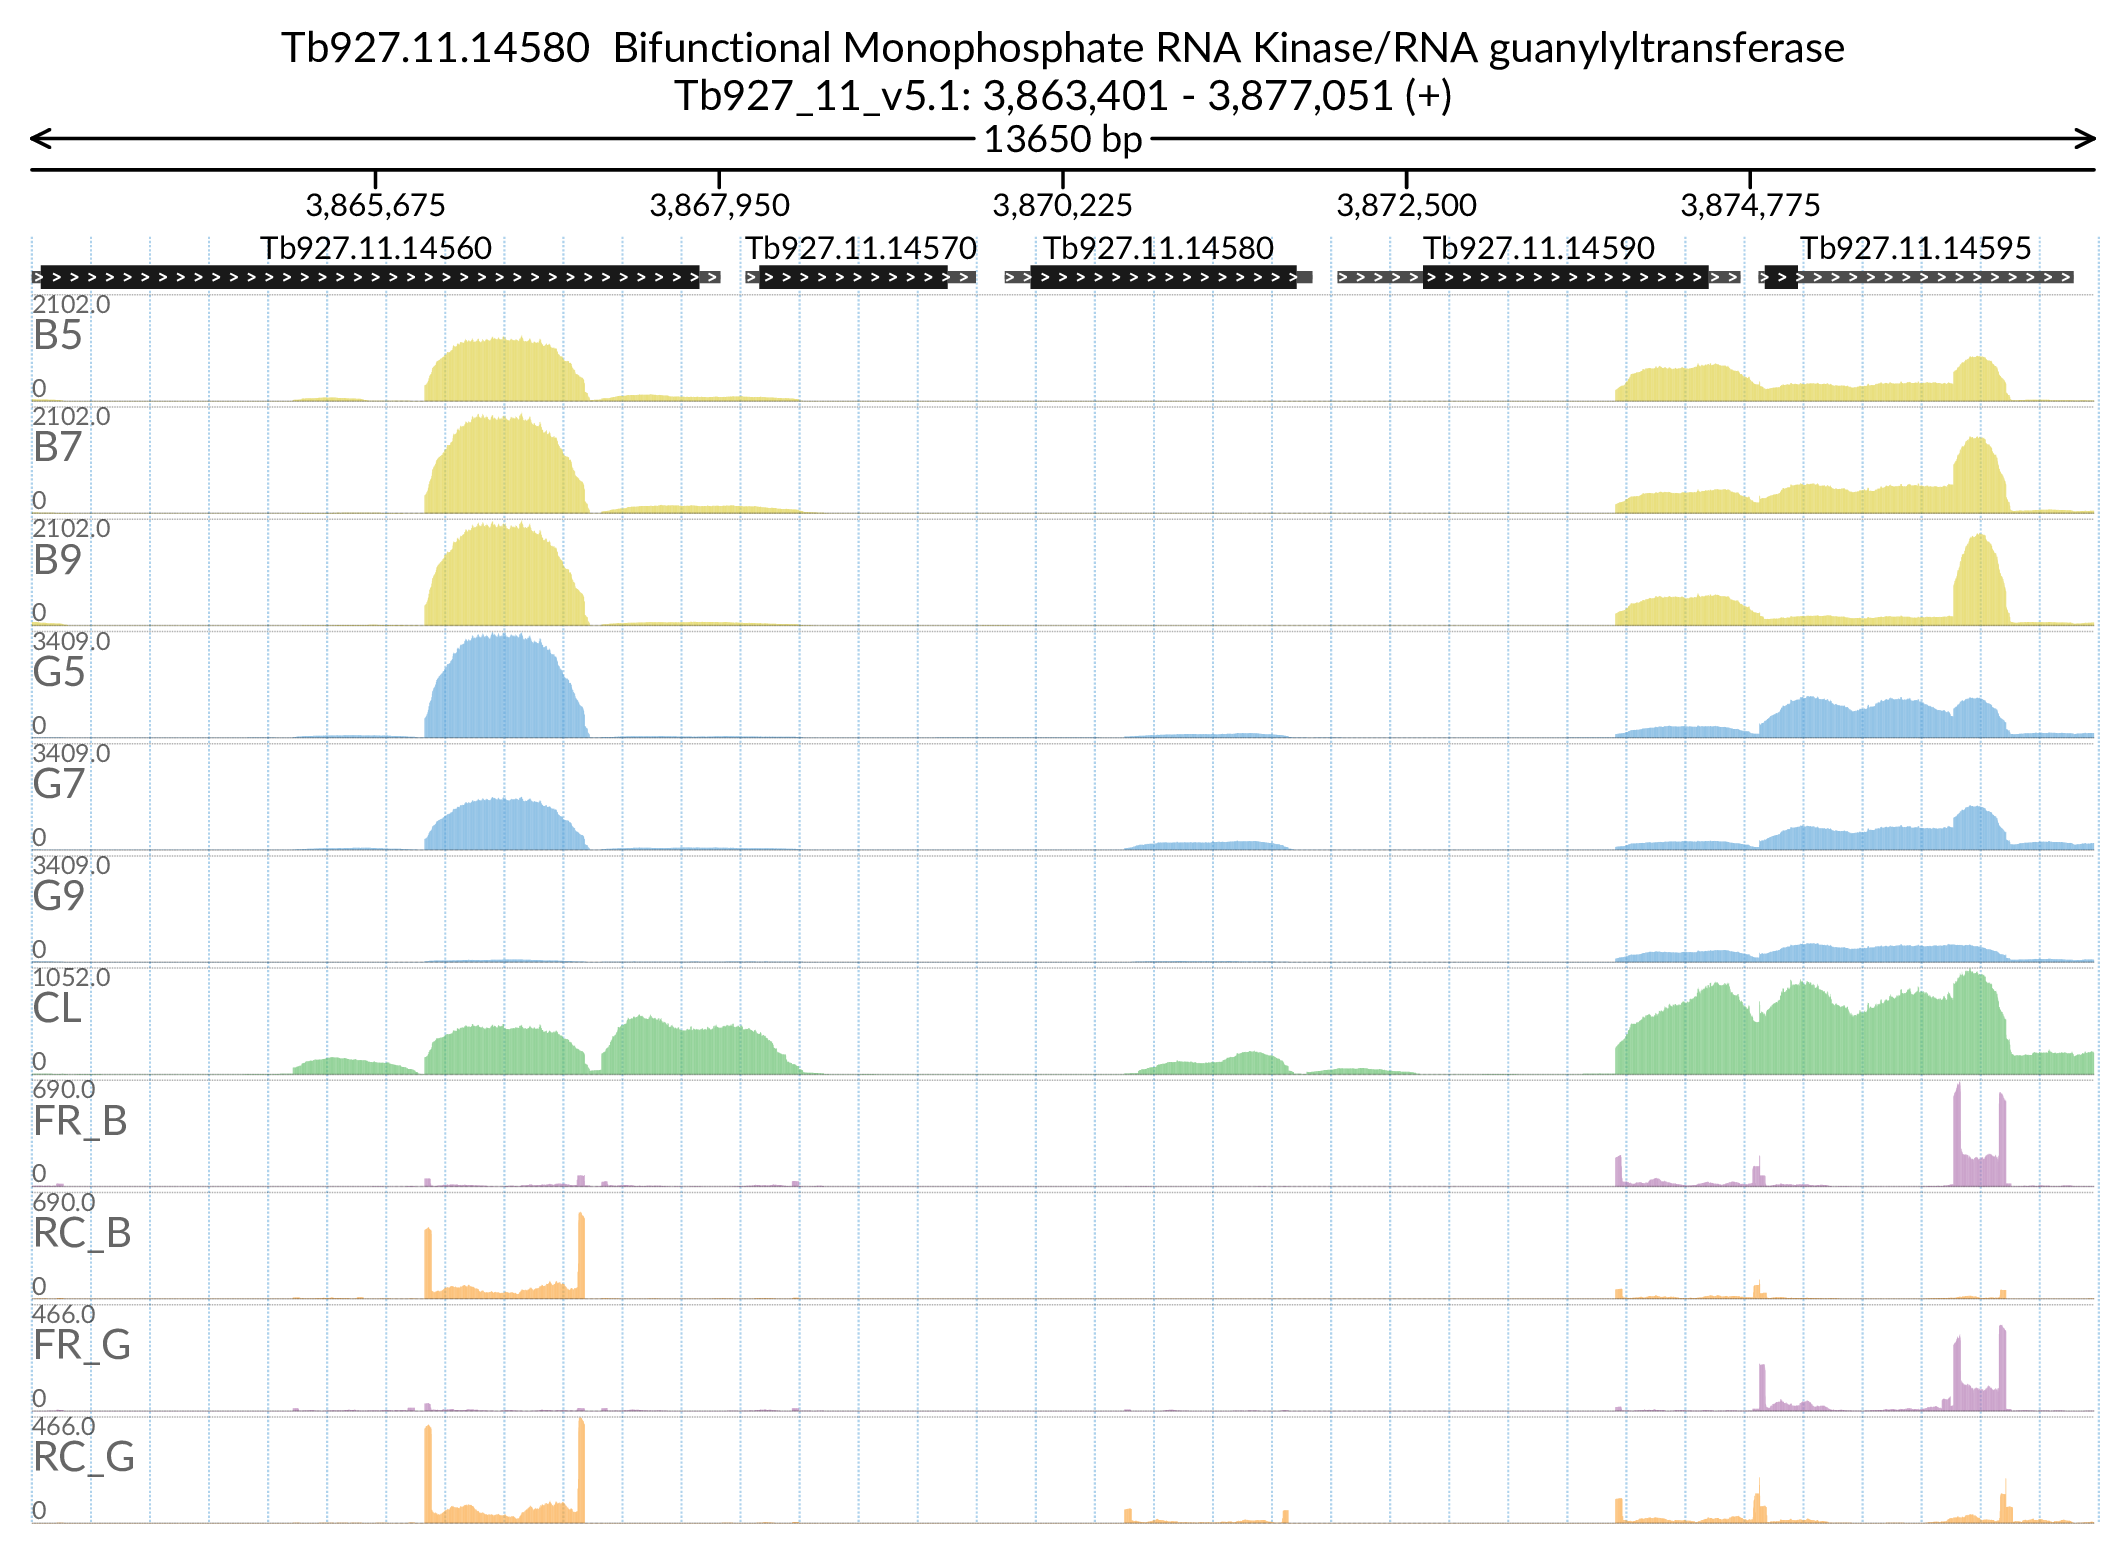 Tb927.11.14580  Bifunctional Monophosphate RNA Kinase/RNA guanylyltransferase
Tb927_11_v5.1: 3,863,401 - 3,877,051 (+)
13650 bp
3,865,675 3,867,950 3,870,225 3,872,500 3,874,775
Tb927.11.14560 Tb927.11.14570 Tb927.11.14580 Tb927.11.14590 Tb927.11.14595
2102.0
B5
0
2102.0
B7
0
2102.0
B9
0
3409.0
G5
0
3409.0
G7
0
3409.0
G9
0
1052.0
CL
0
690.0
FR_B
0
690.0
RC_B
0
466.0
FR_G
0
466.0
RC_G
0